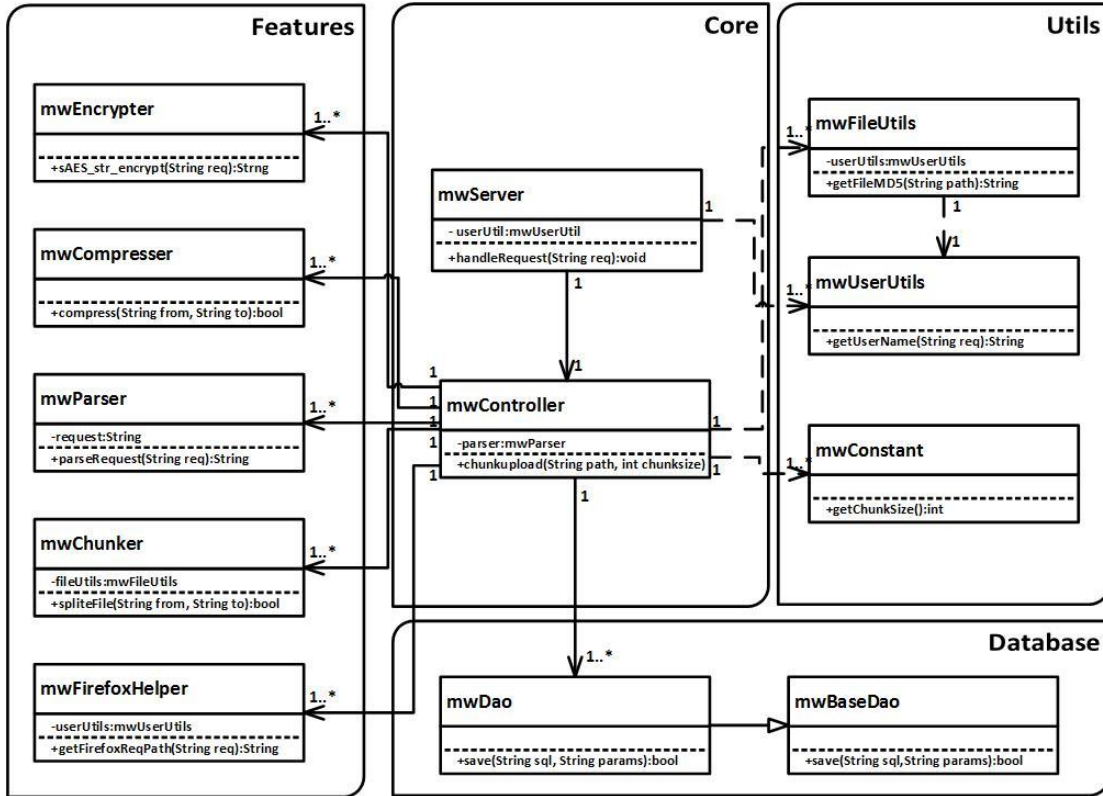 Features
mwEncrypter
+sAES_str_encrypt(String req):Strng
1..*
mwCompresser
+compress(String from, String to):bool
1..*
mwParser
-request:String
+parseRequest(String req):String
1..*
mwChunker
-fileUtils:mwFileUtils
+spliteFile(String from, String to):bool
1..*
mwFirefoxHelper
-userUtils:mwUserUtils
+getFirefoxReqPath(String req):String
1..*
Core
mwServer
- userUtil:mwUserUtil
+handleRequest(String req):void
1
1
1
1
1
1
1
1
mwController
-parser:mwParser
+chunkupload(String path, int chunksize)
1
1
1
Utils
1..*
mwFileUtils
-userUtils:mwUserUtils
+getFileMD5(String path):String
1
1
1..*
mwUserUtils
+getUserName(String req):String
1..*
mwConstant
+getChunkSize():int
Database
1..*
mwDao
+save(String sql, String params):bool
mwBaseDao
+save(String sql,String params):bool